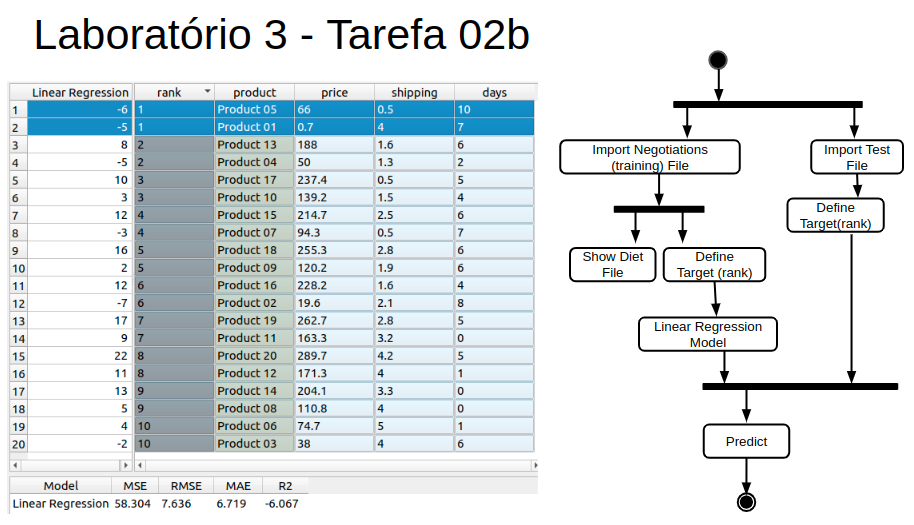 Laboratório 3 - Tarefa 02b
Linear Regression rank product price shipping days
1 -6 1 Product 05 66 0.5 10
2 -5 1 Product 01 0.7 4 7
3 8 2 Product 13 188 1.6 6
4 -5 2 Product 04 50 1.3 2
5 10 3 Product 17 237.4 0.5 5
6 3 3 Product 10 139.2 1.5 4
7 12 4 Product 15 214.7 2.5 6
8 -3 4 Product 07 94.3 0.5 7
9 16 5 Product 18 255.3 2.8 6
10 2 5 Product 09 120.2 1.9 6
11 12 6 Product 16 228.2 1.6 4
12 -7 6 Product 02 19.6 2.1 8
13 17 7 Product 19 262.7 2.8 5
14 9 7 Product 11 163.3 3.2 0
15 22 8 Product 20 289.7 4.2 5
16 11 8 Product 12 171.3 4 1
17 13 9 Product 14 204.1 3.3 0
18 5 9 Product 08 110.8 4 0
19 4 10 Product 06 74.7 5 1
20 -2 10 Product 03 38 4 6
Model MSE RMSE MAE R2
Linear Regression 58.304 7.636 6.719 -6.067
Import Negotiations
(training) File
Import Test
File
Define
Target(rank)
Show Diet
File
Define
Target (rank)
Linear Regression
Model
Predict